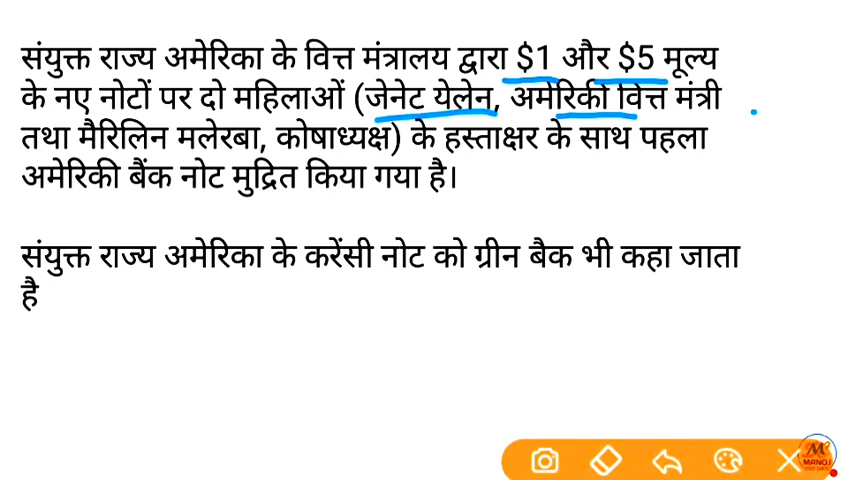 संयुक्त राज्य अमेरिका के वित्त मंत्रालय द्वारा $1 और $5 मूल्य
के नए नोटों पर दो महिलाओं (जेनेट येलेन, अमेरिकी वित्त मंत्री
तथा मैरिलिन मलेरबा, कोषाध्यक्ष) के हस्ताक्षर के साथ पहला
अमेरिकी बैंक नोट मुद्रित किया गया है।
संयुक्त राज्य अमेरिका के करेंसी नोट को ग्रीन बैक भी कहा जाता
है
MANOJ